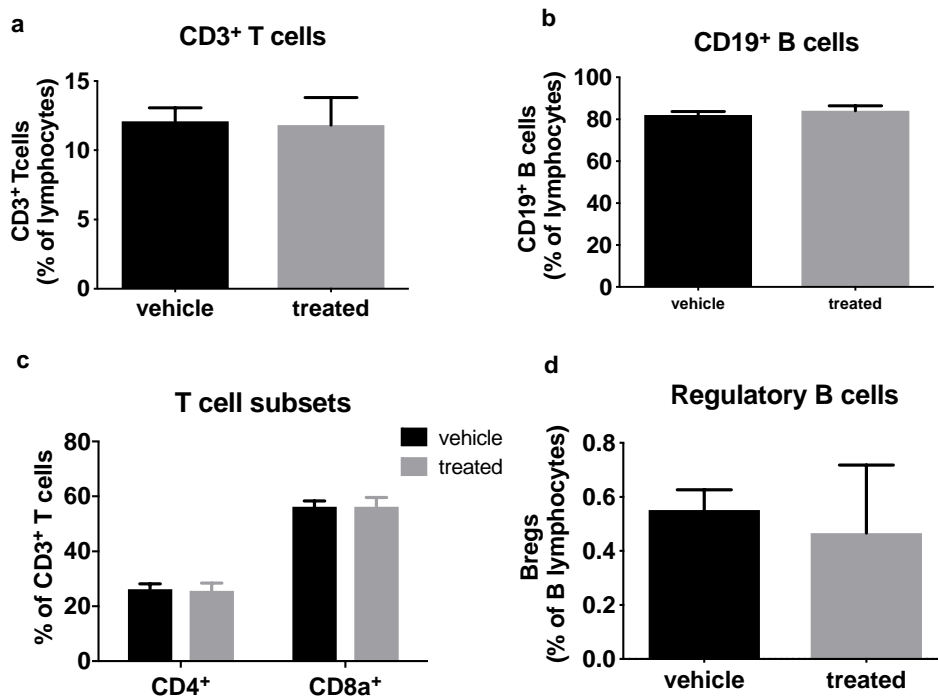 a
CD3⁺ T cells
CD3⁺ Tcells
(% of lymphocytes)
15
10
5
0
vehicle
treated
b
CD19⁺ B cells
CD19⁺ B cells
(% of lymphocytes)
100
80
60
40
20
0
vehicle
treated
c
T cell subsets
% of CD3⁺ T cells
80
60
40
20
0
CD4⁺
CD8a⁺
vehicle
treated
d
Regulatory B cells
Bregs
(% of B lymphocytes)
0.8
0.6
0.4
0.2
0.0
vehicle
treated